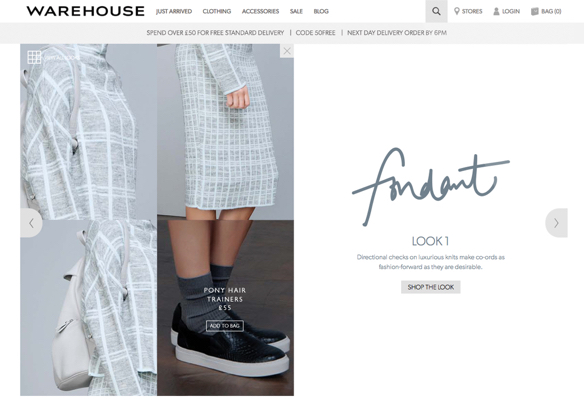 WAREHOUSE
JUST ARRIVED CLOTHING ACCESSORIES SALE BLOG
STORES LOGIN BAG (0)
SPEND OVER £50 FOR FREE STANDARD DELIVERY | CODE 50FREE | NEXT DAY DELIVERY ORDER BY 6PM
PONY HAIR
TRAINERS
£55
ADD TO BAG
fondant
LOOK 1
Directional checks on luxurious knits make co-ords as
fashion-forward as they are desirable.
SHOP THE LOOK